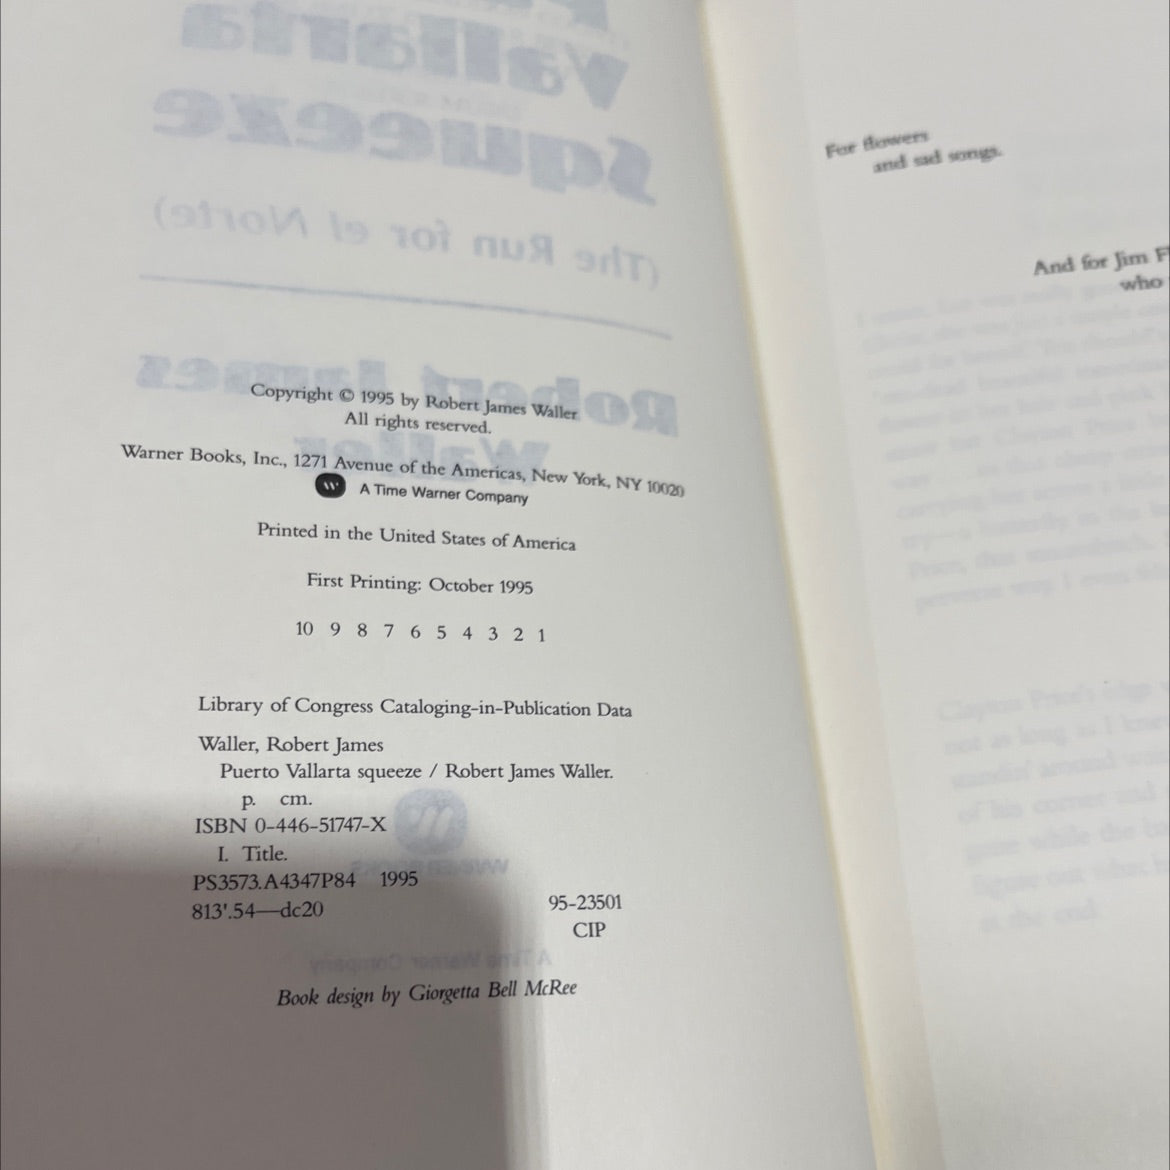 Copyright © 1995 by Robert James Waller
All rights reserved.
Warner Books, Inc., 1271 Avenue of the Americas, New York, NY 10020
A Time Warner Company
Printed in the United States of America
First Printing: October 1995
10 9 8 7 6 5 4 3 2 1
Library of Congress Cataloging-in-Publication Data
Waller, Robert James
Puerto Vallarta squeeze / Robert James Waller.
p. cm.
ISBN 0-446-51747-X
I. Title.
PS3573.A4347P84 1995
813'.54—dc20
95-23501
CIP
Book design by Giorgetta Bell McRee
For flowers
and sad songs.
And for Jim
who